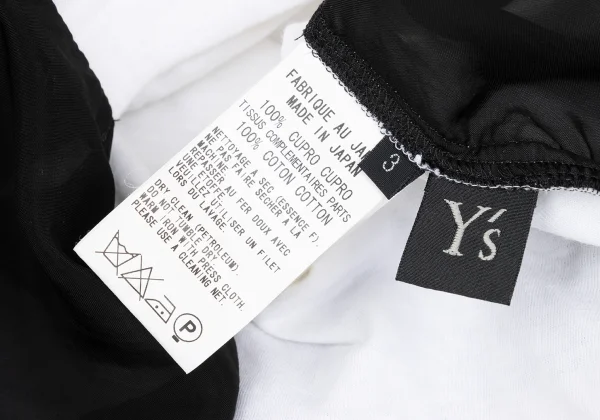 FABRIQUE AU JA
MADE IN JAPAN
100% CUPRO CUPRO
TISSUS COMPLEMENTAIRES PARTS
100% COTON COTTON
NETTOYAGE A SEC (ESSENCE F).
NE PAS FAIRE SECHER A LA
MACHINE.
REPASSER AU FER DOUX AVEC
UNE ETOFFE.
VEUILLEZ UTILISER UN FILET
LORS DU LAVAGE.
DRY CLEAN (PETROLEUM).
DO NOT TUMBLE DRY.
WARM IRON WITH PRESS CLOTH.
PLEASE USE A CLEANING NET.
P
3
Y's